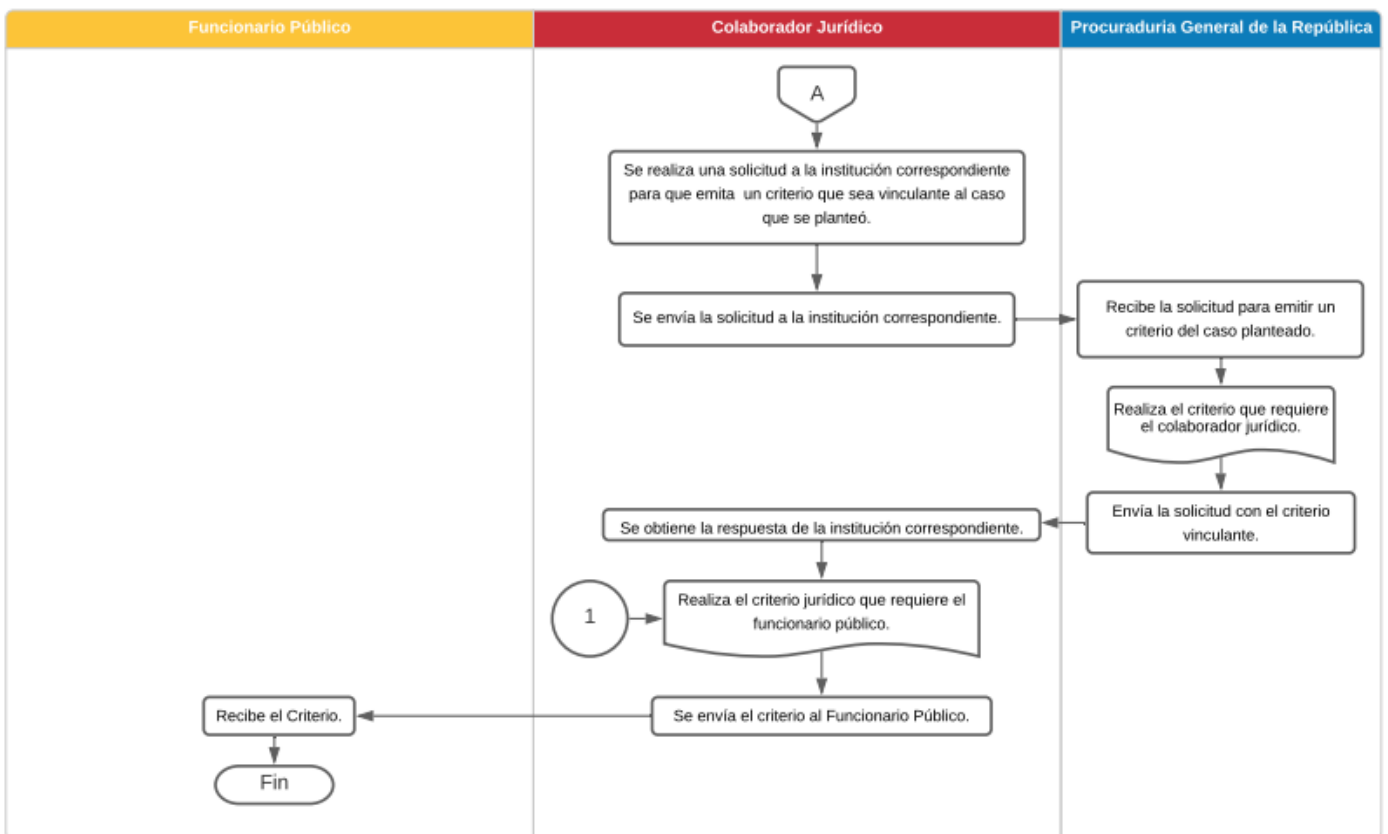 Funcionario Público
Colaborador Jurídico
Procuraduria General de la República
A
Se realiza una solicitud a la institución correspondiente
para que emita un criterio que sea vinculante al caso
que se planteó.
Se envía la solicitud a la institución correspondiente.
Recibe la solicitud para emitir un
criterio del caso planteado.
Realiza el criterio que requiere
el colaborador jurídico.
Envía la solicitud con el criterio
vinculante.
Se obtiene la respuesta de la institución correspondiente.
1
Realiza el criterio jurídico que requiere el
funcionario público.
Se envía el criterio al Funcionario Público.
Recibe el Criterio.
Fin